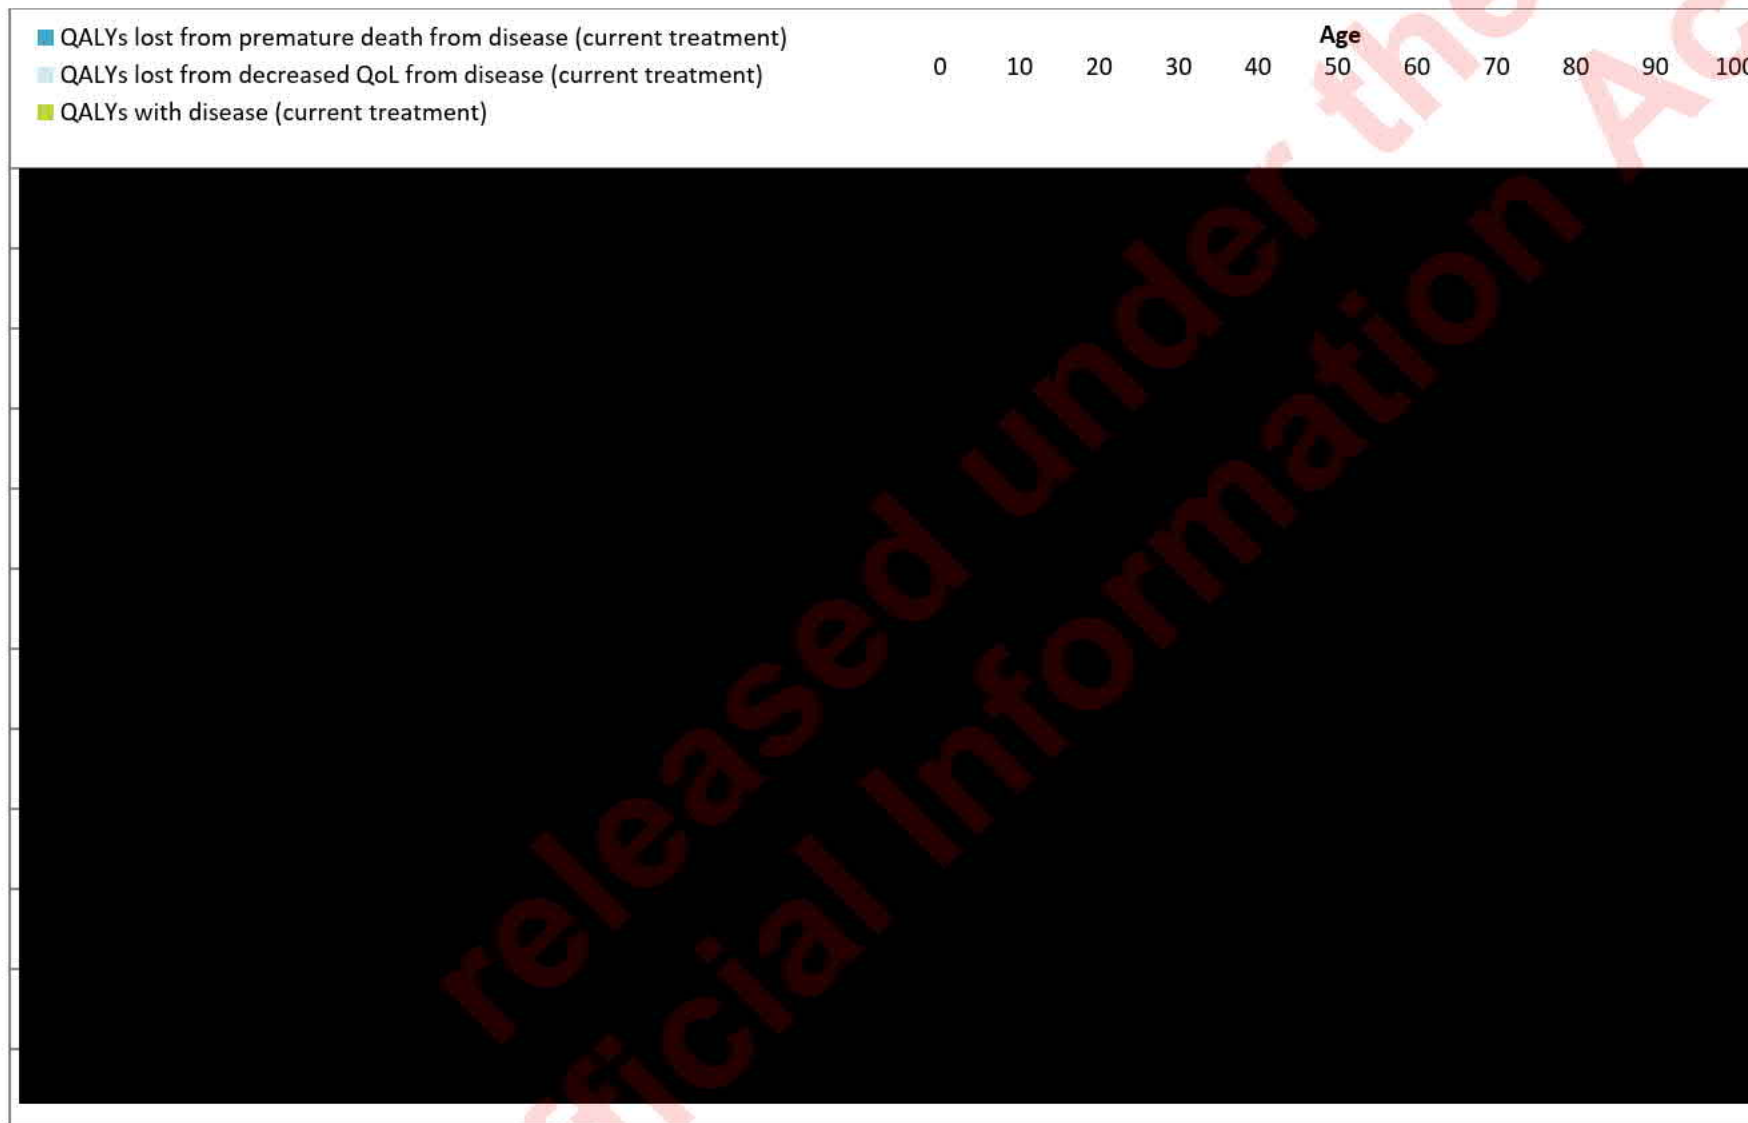 QALYs lost from premature death from disease (current treatment)
QALYs lost from decreased QoL from disease (current treatment)
QALYs with disease (current treatment)
Age
0 10 20 30 40 50 60 70 80 90 100
released under the
Official Information Act